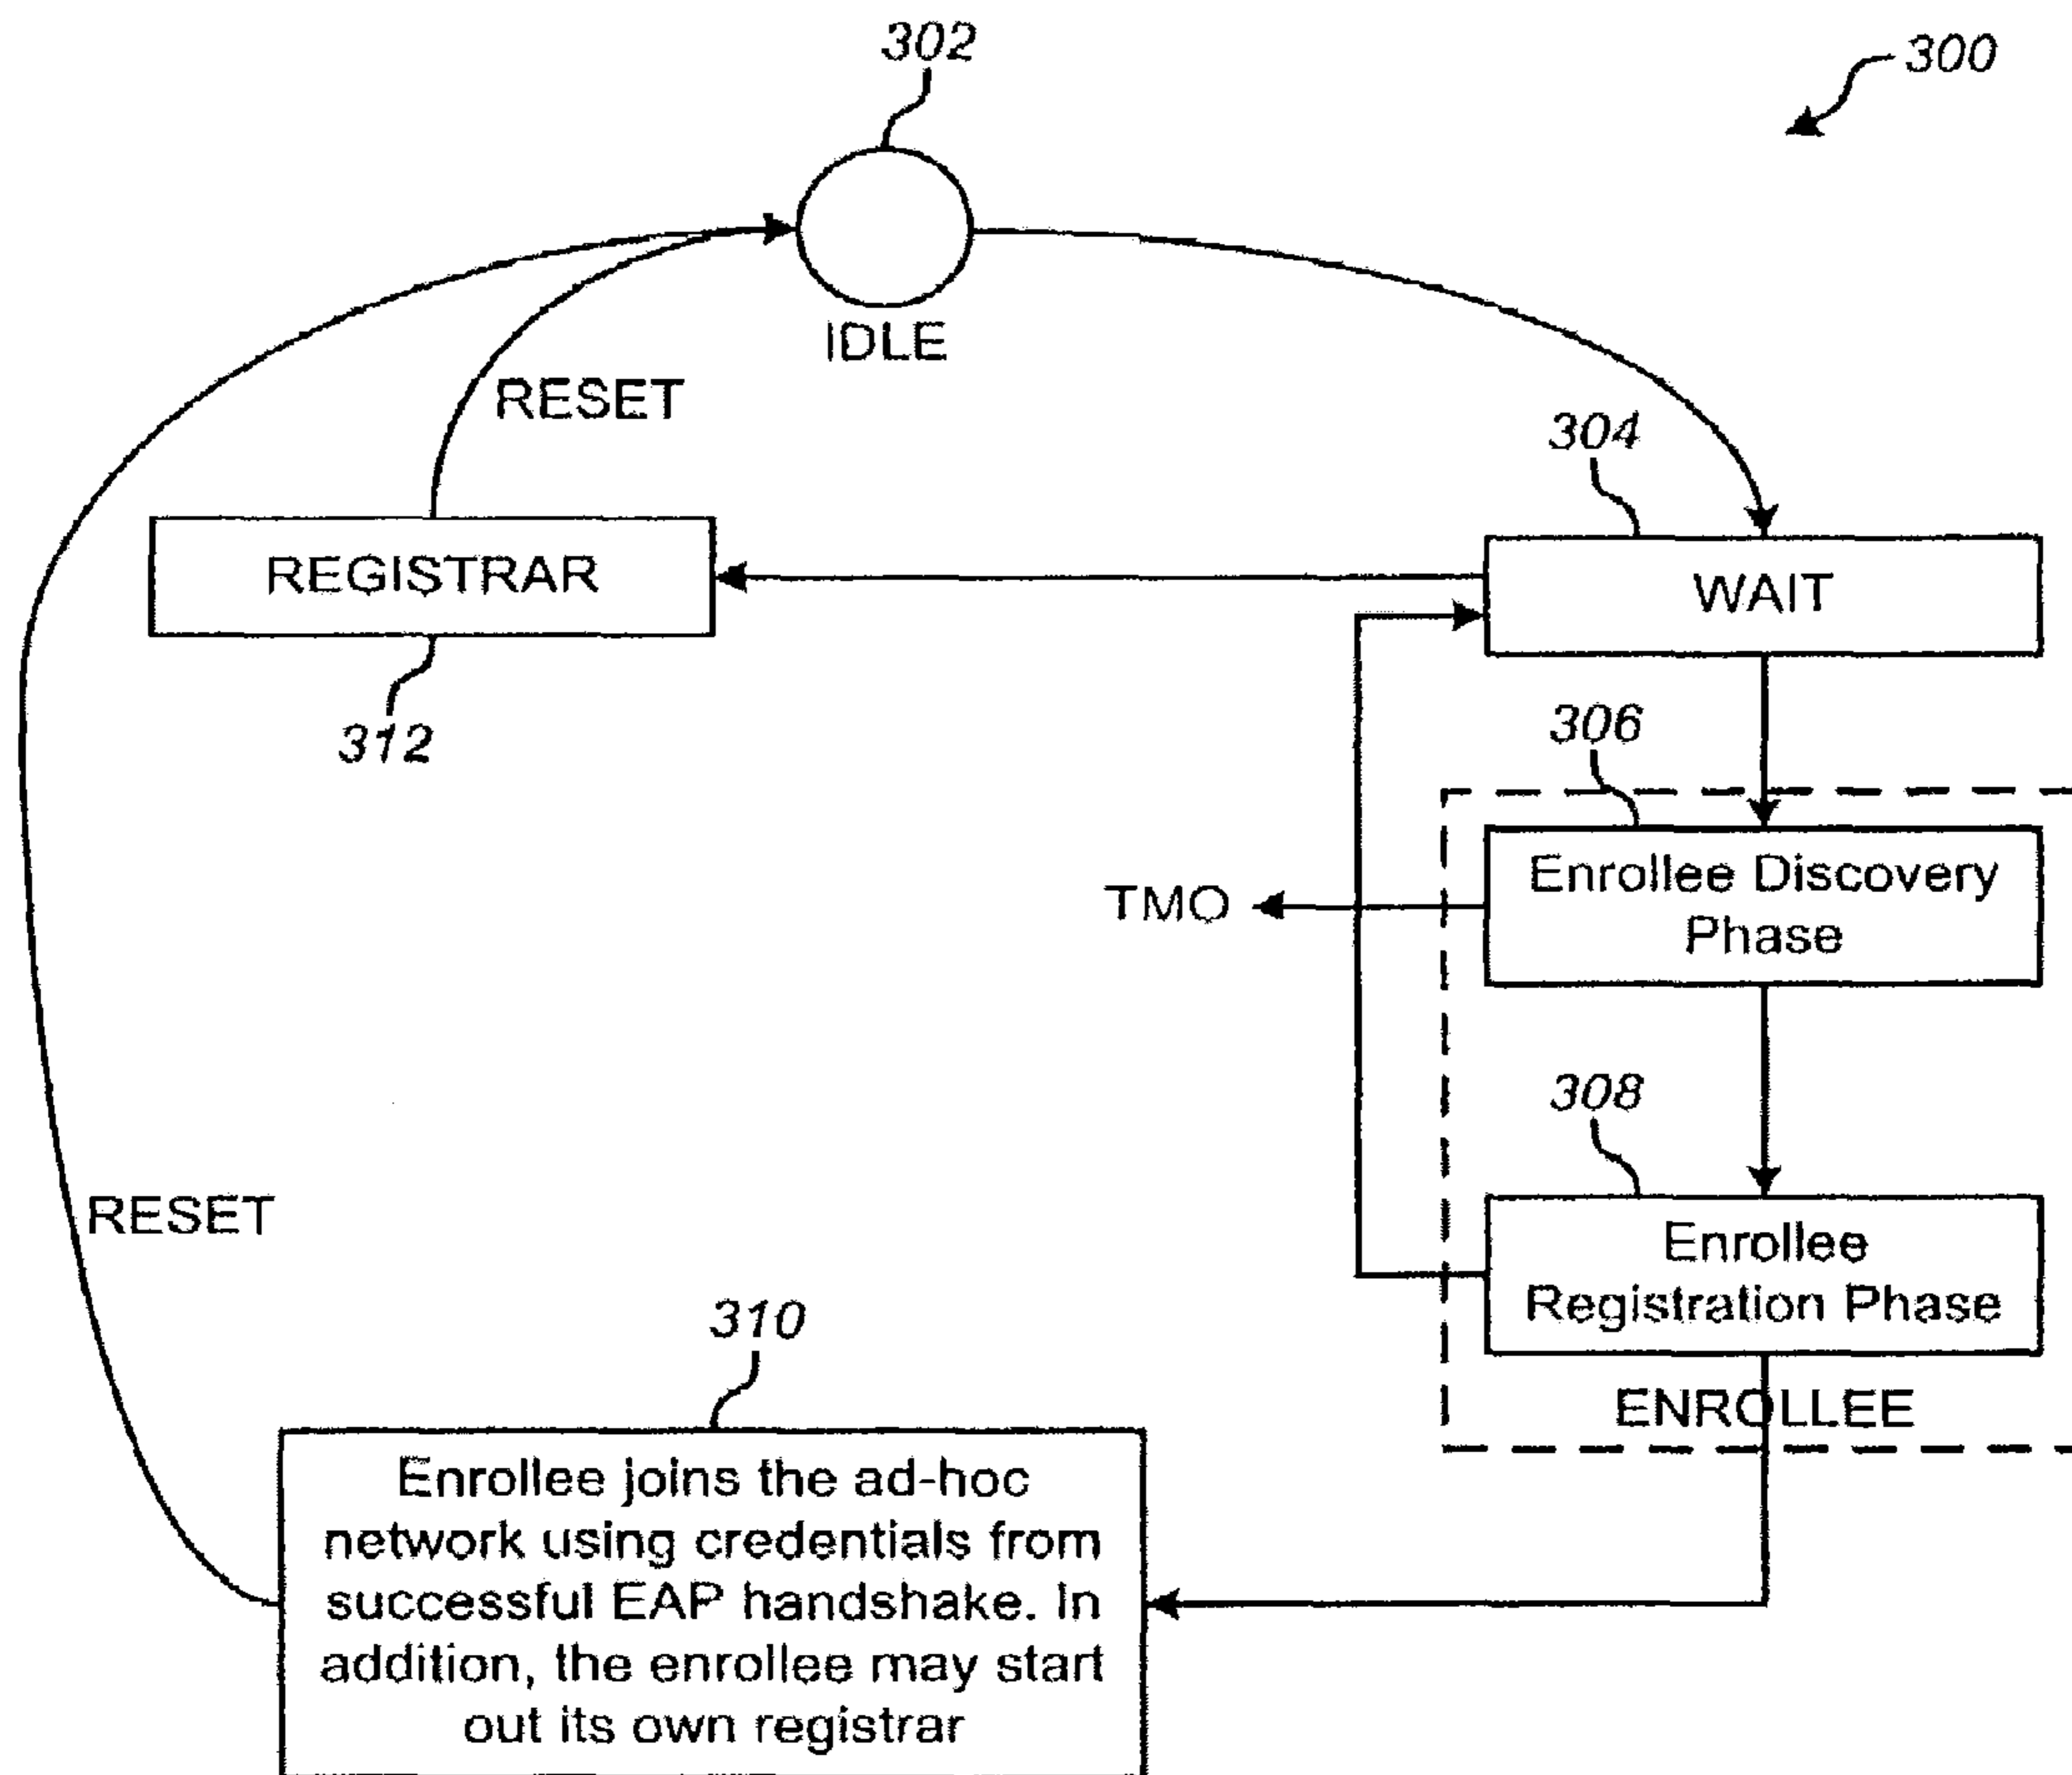 302
300
IDLE
RESET
304
REGISTRAR
WAIT
312
306
Enrollee Discovery
Phase
TMO
308
Enrollee
Registration Phase
RESET
310
ENROLLEE
Enrollee joins the ad-hoc
network using credentials from
successful EAP handshake. In
addition, the enrollee may start
out its own registrar